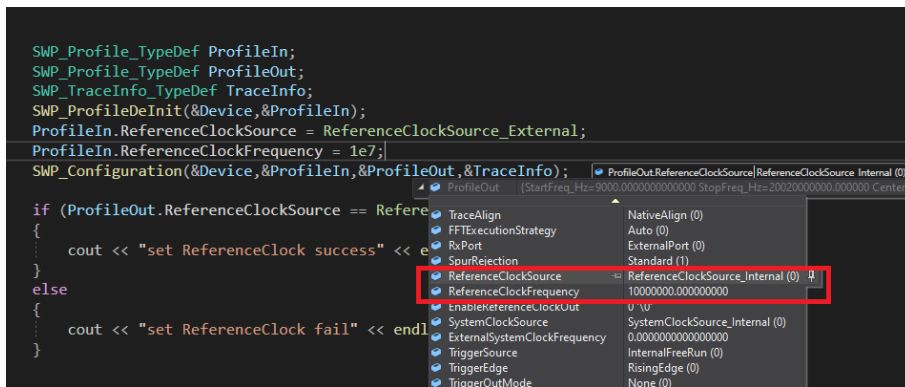 SWP_Profile_TypeDef ProfileIn;
SWP_Profile_TypeDef ProfileOut;
SWP_TraceInfo_TypeDef TraceInfo;
SWP_ProfileDeInit(&Device,&ProfileIn);
ProfileIn.ReferenceClockSource = ReferenceClockSource_External;
ProfileIn.ReferenceClockFrequency = 1e7;
SWP_Configuration(&Device,&ProfileIn,&ProfileOut,&TraceInfo); ProfileOut.ReferenceClockSource ReferenceClockSource Internal (0)
ProfileOut {StartFreq_Hz=9000.0000000000000 StopFreq_Hz=20020000000.000000 Center
if (ProfileOut.ReferenceClockSource == Refere
TraceAlign NativeAlign (0)
{
FFTExecutionStrategy Auto (0)
cout << "set ReferenceClock success" << e
RxPort ExternalPort (0)
SpurRejection Standard (1)
}
ReferenceClockSource ReferenceClockSource_Internal (0)
else
ReferenceClockFrequency 10000000.000000000
{
EnableReferenceClockOut 0 '\0'
cout << "set ReferenceClock fail" << endl
SystemClockSource SystemClockSource_Internal (0)
ExternalSystemClockFrequency 0.0000000000000000
}
TriggerSource InternalFreeRun (0)
TriggerEdge RisingEdge (0)
TriggerOutMode None (0)